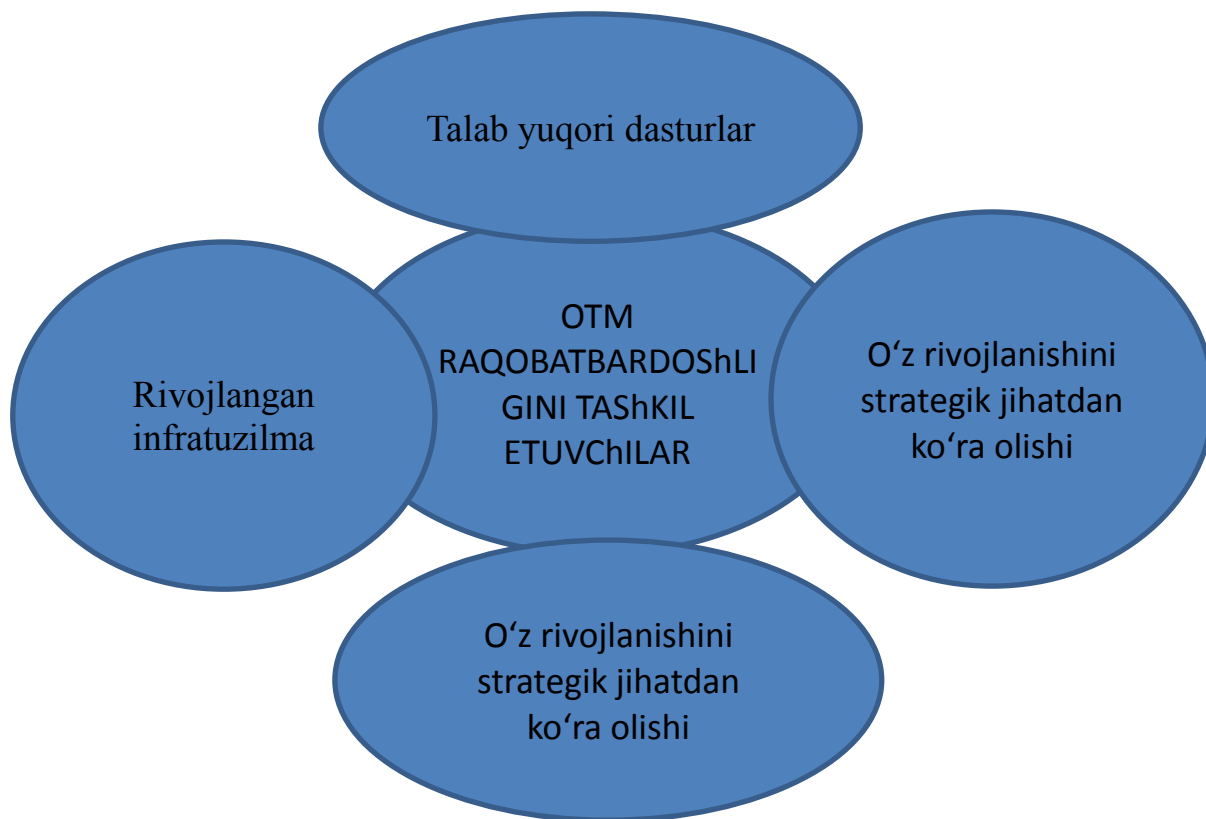 Talab yuqori dasturlar
OTM
RAQOBATBARDOShLI
GINI TAShKIL
ETUVChILAR
Rivojlangan
infratuzilma
O‘z rivojlanishini
strategik jihatdan
ko‘ra olishi
O‘z rivojlanishini
strategik jihatdan
ko‘ra olishi